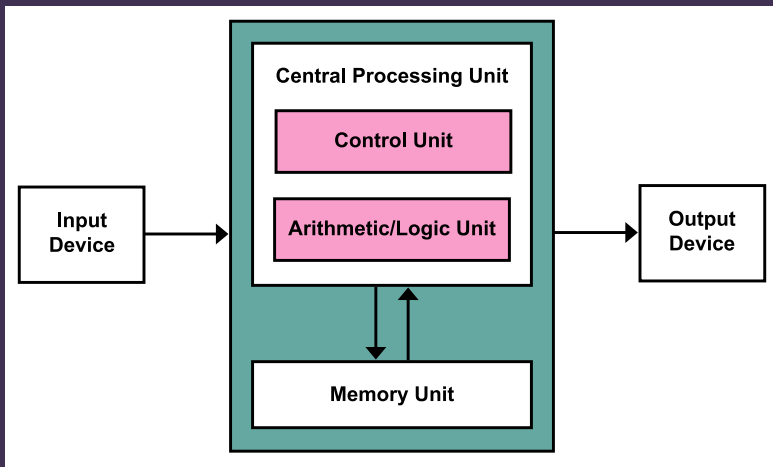 Central Processing Unit
Control Unit
Arithmetic/Logic Unit
Input
Device
Output
Device
Memory Unit